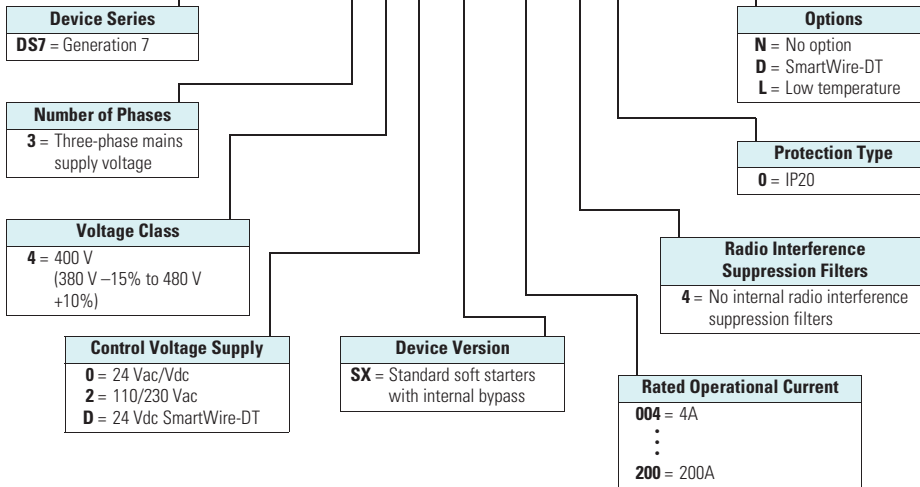 Device Series
DS7 = Generation 7
Number of Phases
3 = Three-phase mains
supply voltage
Voltage Class
4 = 400 V
(380 V –15% to 480 V
+10%)
Control Voltage Supply
0 = 24 Vac/Vdc
2 = 110/230 Vac
D = 24 Vdc SmartWire-DT
Device Version
SX = Standard soft starters
with internal bypass
Options
N = No option
D = SmartWire-DT
L = Low temperature
Protection Type
0 = IP20
Radio Interference
Suppression Filters
4 = No internal radio interference
suppression filters
Rated Operational Current
004 = 4A
•
•
•
200 = 200A